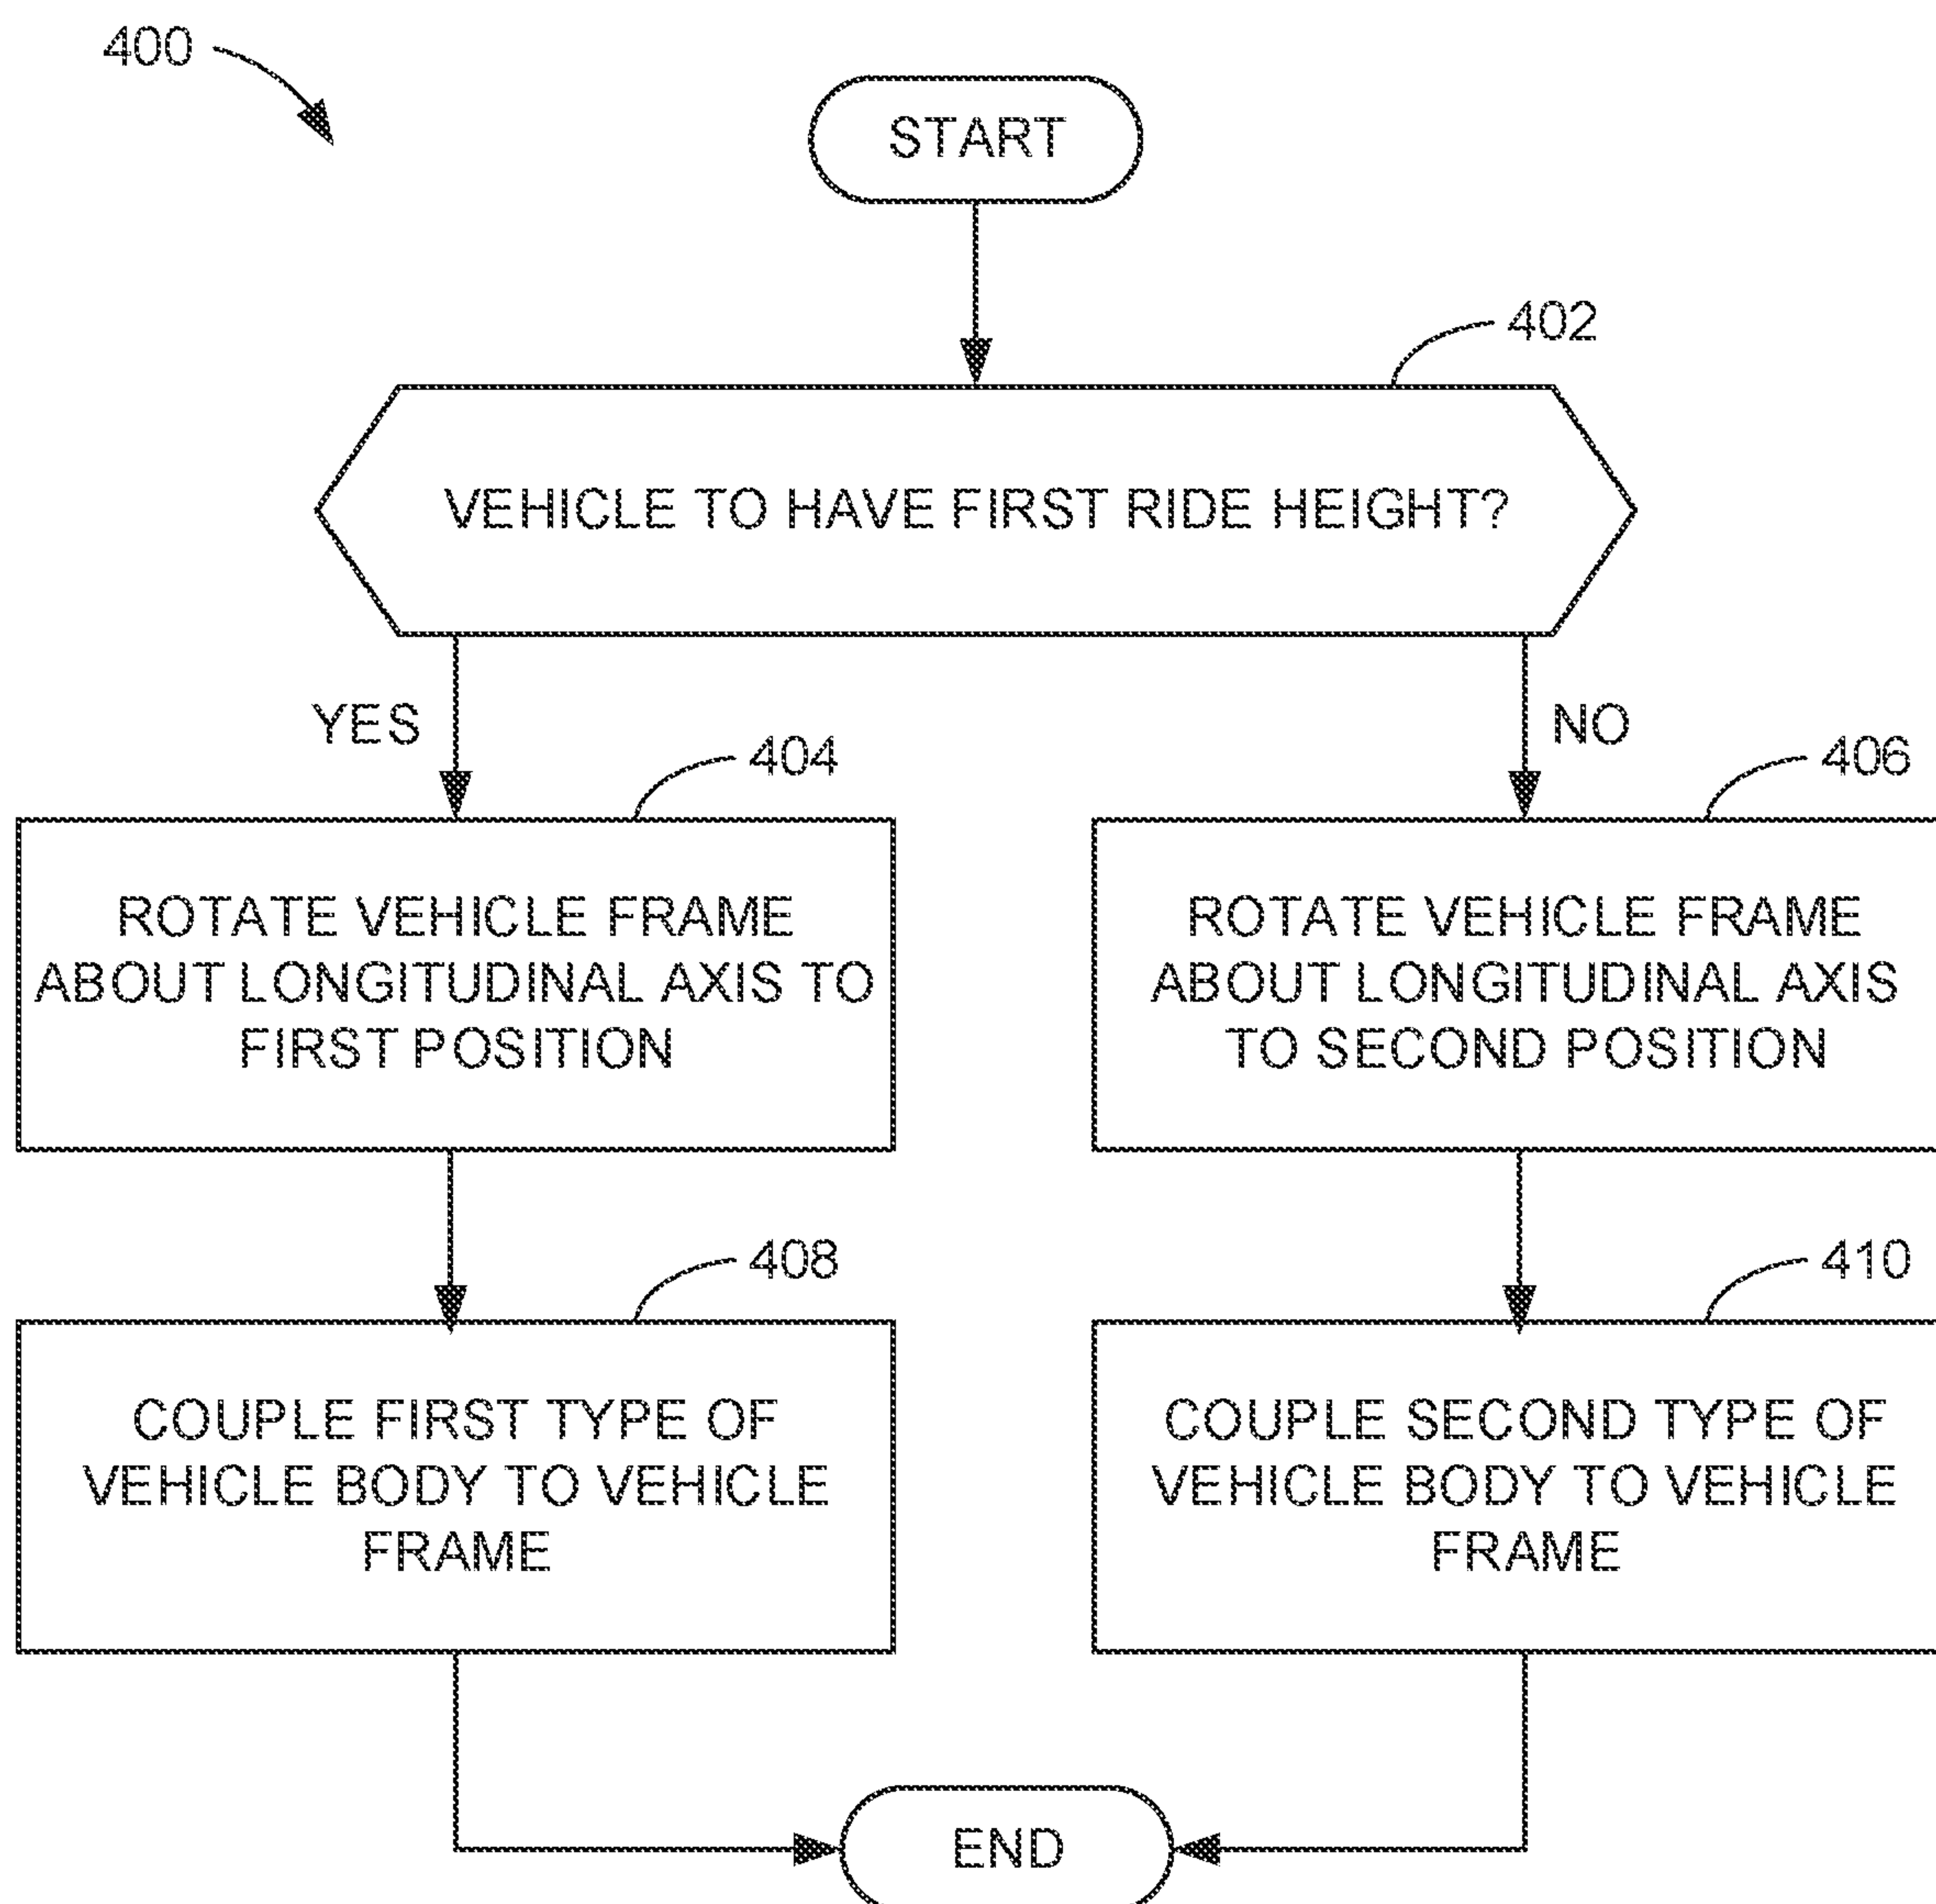 400
START
402
VEHICLE TO HAVE FIRST RIDE HEIGHT?
YES
NO
404
ROTATE VEHICLE FRAME
ABOUT LONGITUDINAL AXIS TO
FIRST POSITION
406
ROTATE VEHICLE FRAME
ABOUT LONGITUDINAL AXIS
TO SECOND POSITION
408
COUPLE FIRST TYPE OF
VEHICLE BODY TO VEHICLE
FRAME
410
COUPLE SECOND TYPE OF
VEHICLE BODY TO VEHICLE
FRAME
END